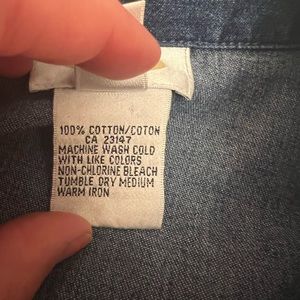 100% COTTON/COTON
CA 23147
MACHINE WASH COLD
WITH LIKE COLORS
NON-CHLORINE BLEACH
TUMBLE DRY MEDIUM
WARM IRON